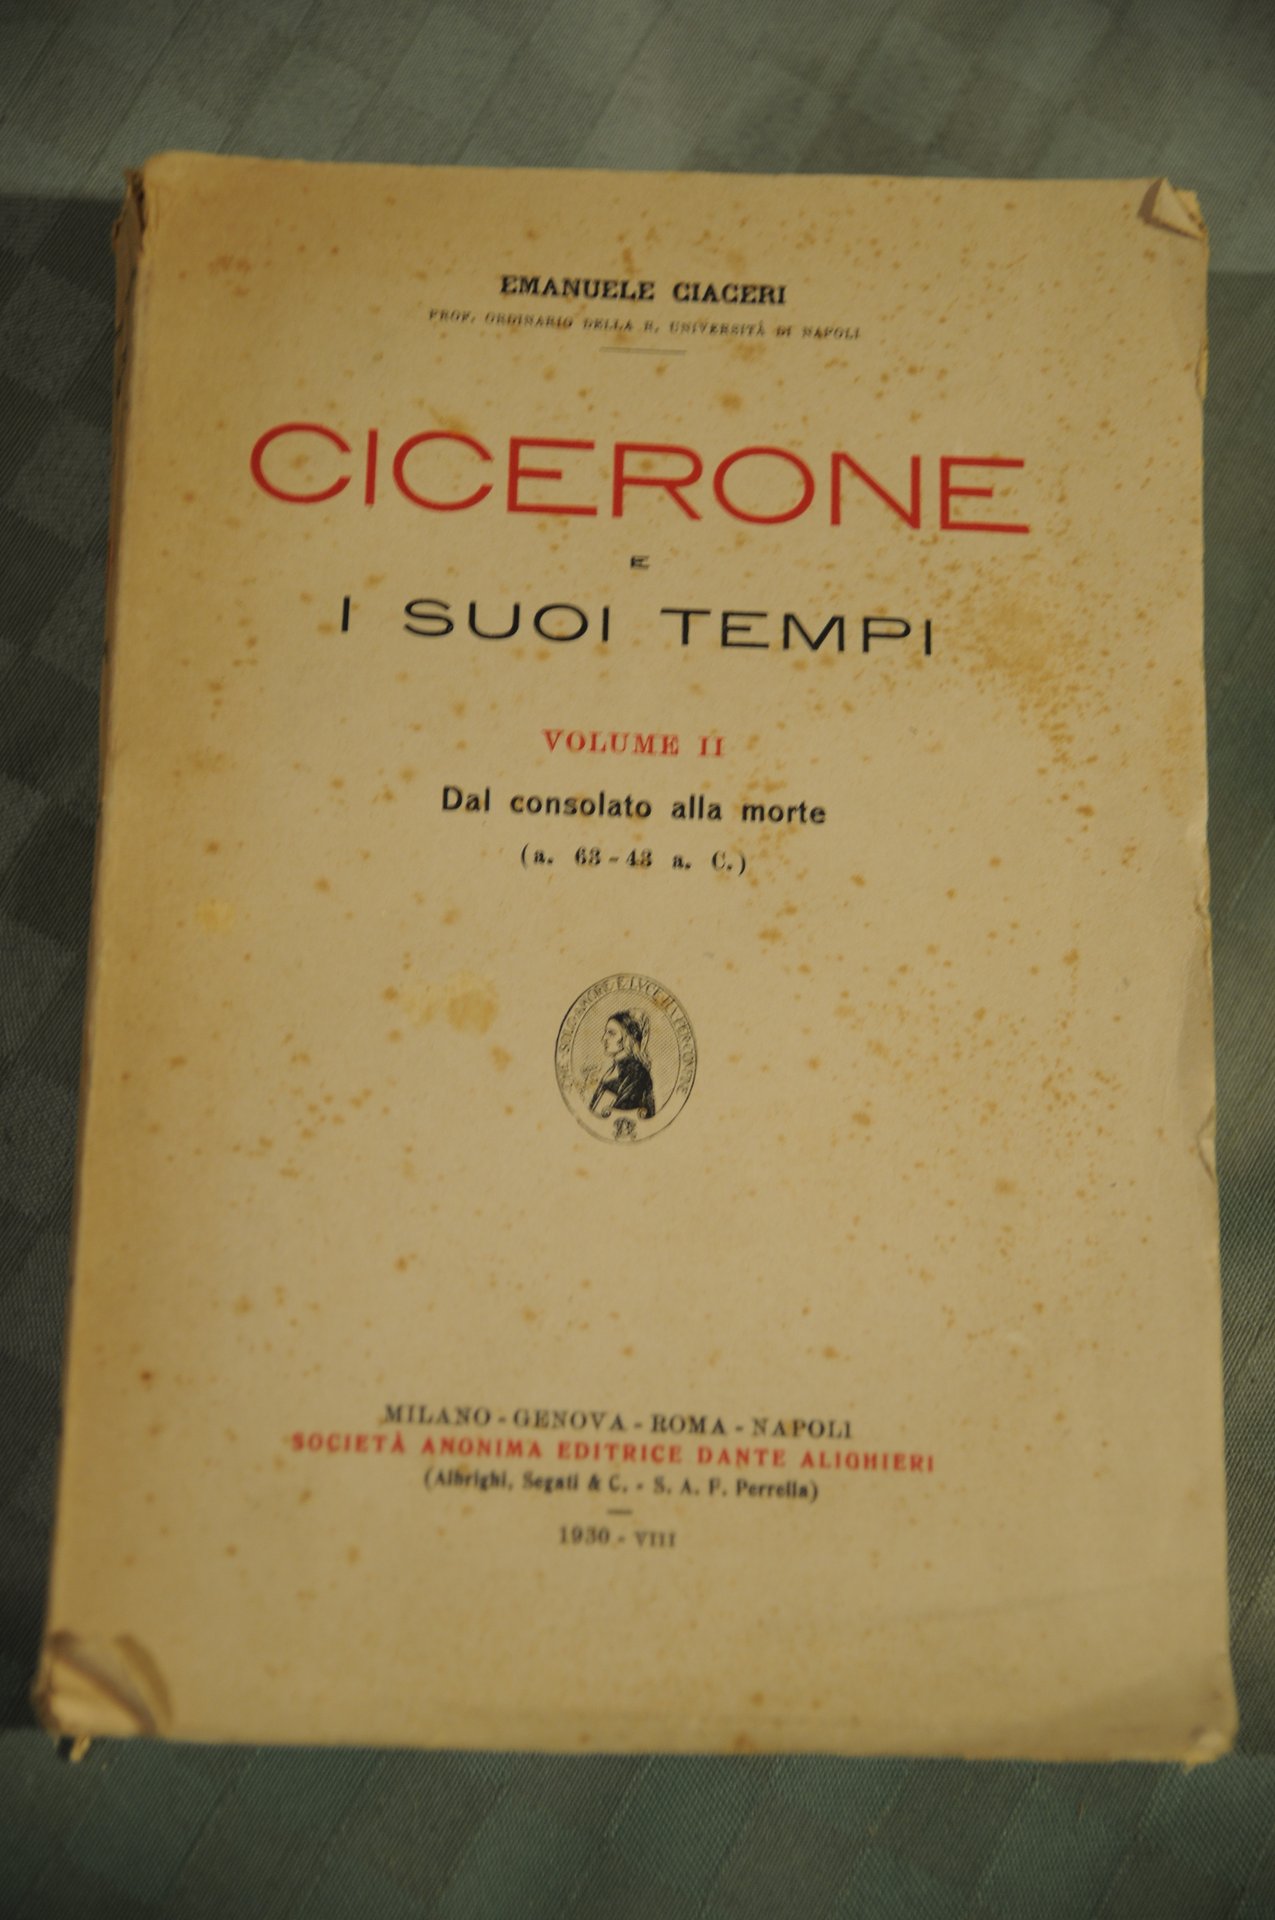 EMANUELE CIACERI
PROF. ORDINARIO DELLA R. UNIVERSITÀ DI NAPOLI
CICERONE
E
I SUOI TEMPI
VOLUME II
Dal consolato alla morte
(a. 63-43 a. C.)
MILANO - GENOVA - ROMA - NAPOLI
SOCIETÀ ANONIMA EDITRICE DANTE ALIGHIERI
(Albrighi, Segati & C. - S. A. F. Perrella)
1930 - VIII